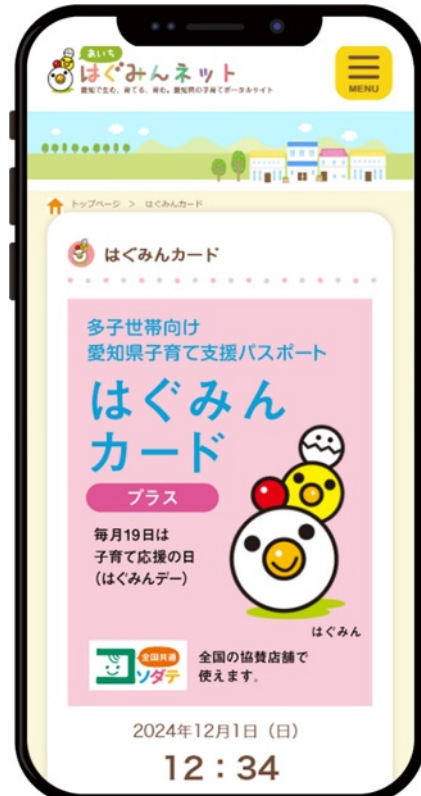 あいち
はぐみんネット
愛知で生む、育てる、育む。愛知県の子育てポータルサイト
MENU
トップページ > はぐみんカード
はぐみんカード
多子世帯向け
愛知県子育て支援パスポート
はぐみん
カード
プラス
毎月19日は
子育て応援の日
(はぐみんデー)
はぐみん
全国共通
コソダテ
全国の協賛店舗で
使えます。
2024年12月1日(日)
12:34